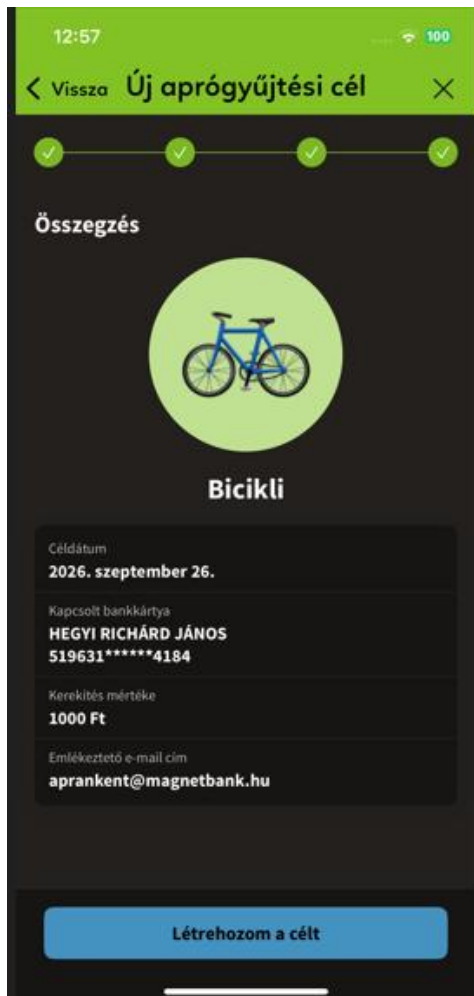 12:57
100
Vissza Új aprógyűjtési cél
Összegzés
Bicikli
Céldátum
2026. szeptember 26.
Kapcsolt bankkártya
HEGYI RICHÁRD JÁNOS
519631******4184
Kerekítés mértéke
1000 Ft
Emlékeztető e-mail cím
aprankent@magnetbank.hu
Létrehozom a célt